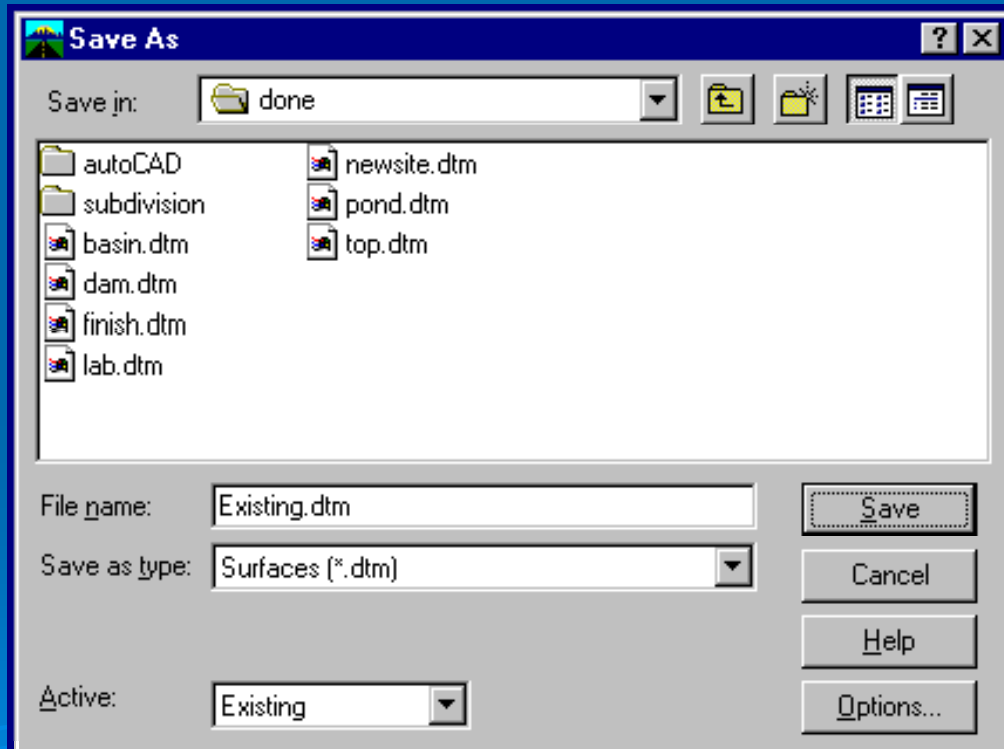 Save As
Save in: done
autoCAD
subdivision
basin.dtm
dam.dtm
finish.dtm
lab.dtm
newsite.dtm
pond.dtm
top.dtm
File name: Existing.dtm Save
Save as type: Surfaces (*.dtm) Cancel
Help
Active: Existing Options...